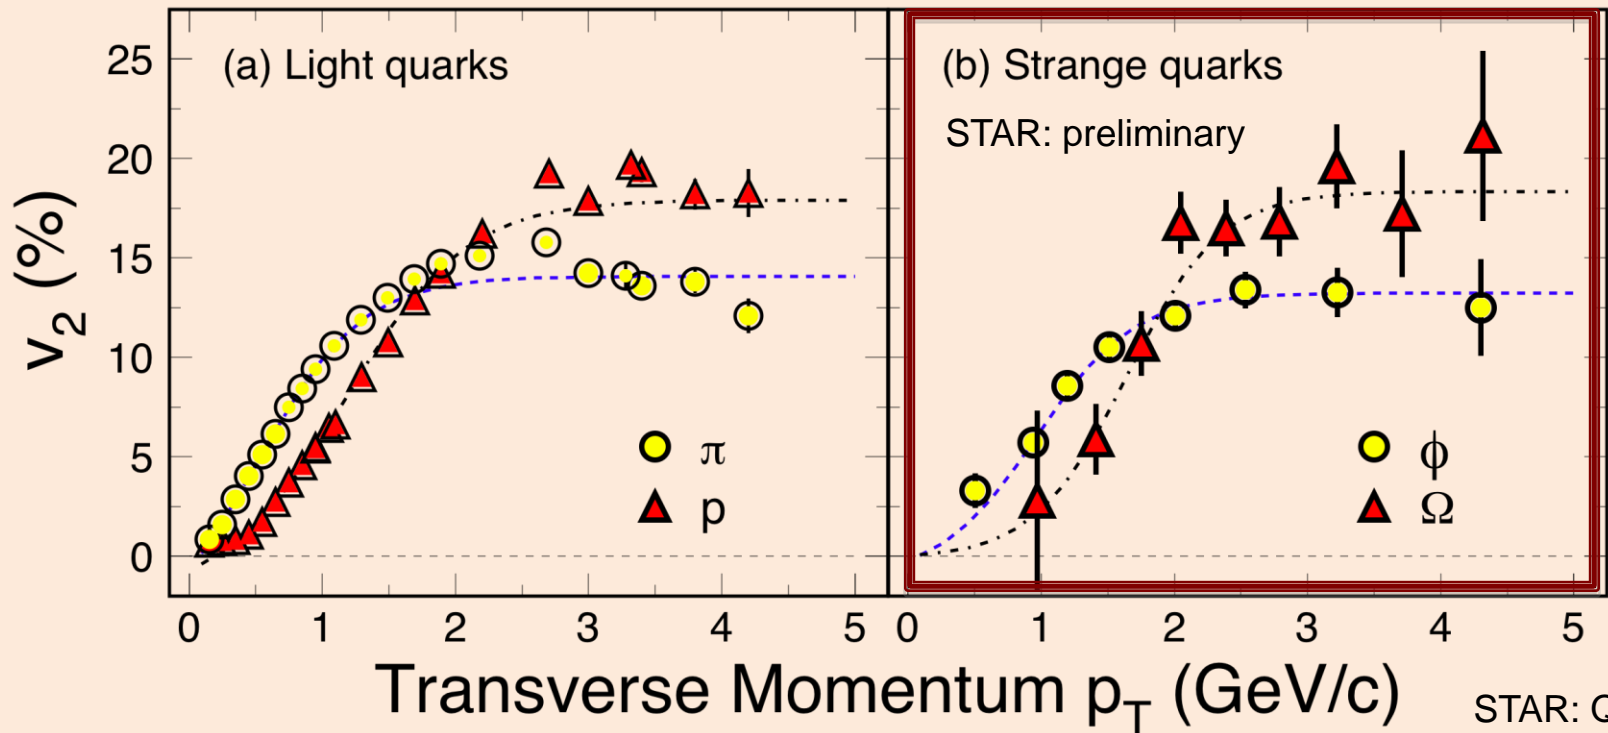 (a) Light quarks
(b) Strange quarks
STAR: preliminary
25
20
15
10
5
0
v2 (%)
π
p
ϕ
Ω
0 1 2 3 4 5
0 1 2 3 4 5
Transverse Momentum pT (GeV/c)
STAR: